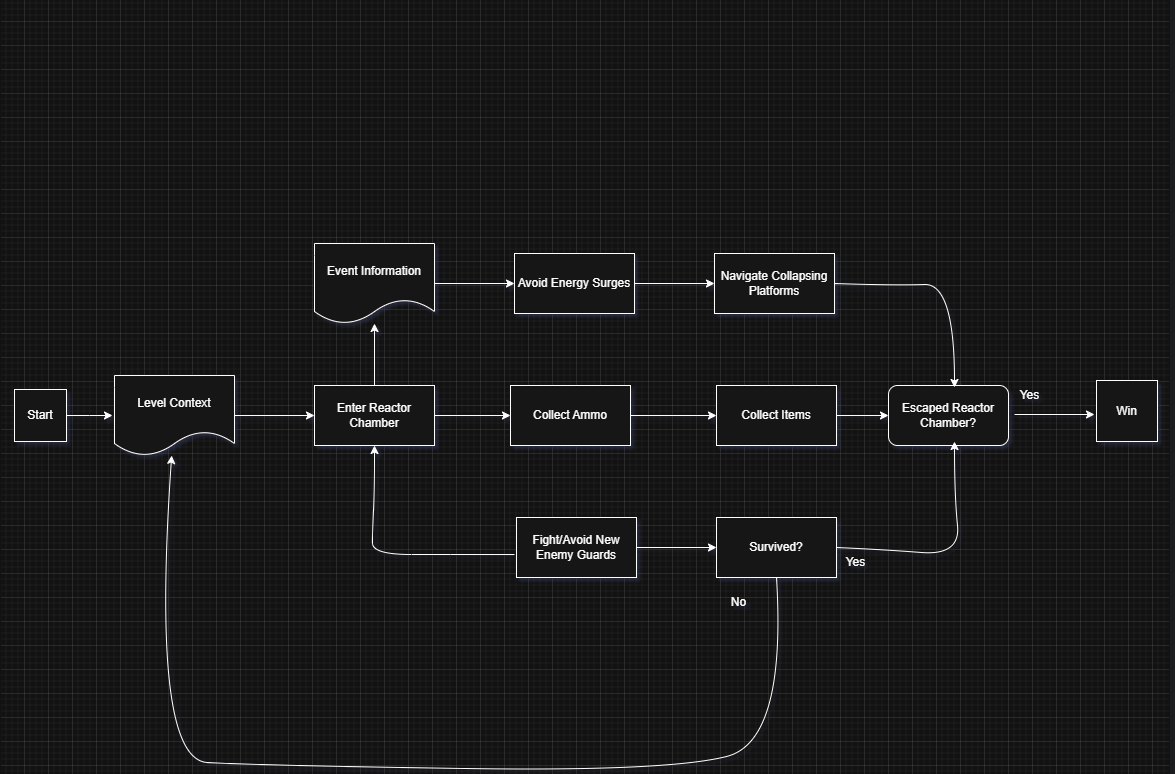 Event Information
Avoid Energy Surges
Navigate Collapsing
Platforms
Start
Level Context
Enter Reactor
Chamber
Collect Ammo
Collect Items
Escaped Reactor
Chamber?
Yes
Win
Fight/Avoid New
Enemy Guards
Survived?
Yes
No